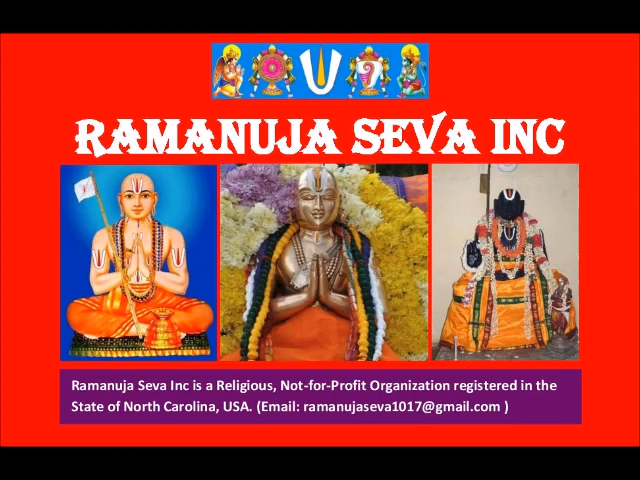 RAMANUJA SEVA INC
Ramanuja Seva Inc is a Religious, Not-for-Profit Organization registered in the
State of North Carolina, USA. (Email: ramanujaseva1017@gmail.com )